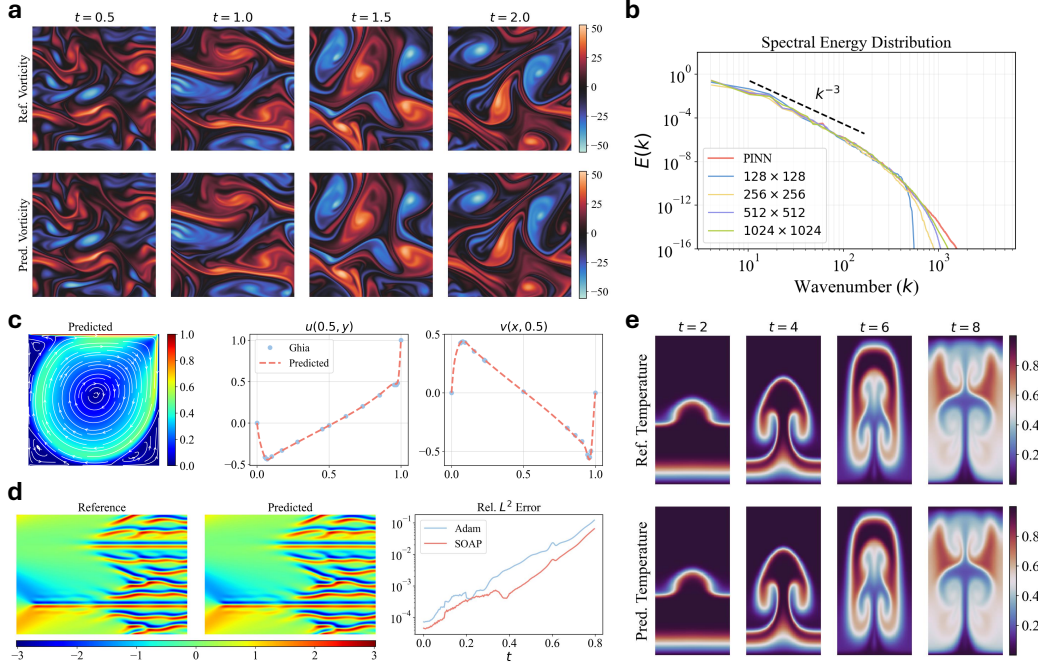 a
t = 0.5
t = 1.0
t = 1.5
t = 2.0
Ref. Vorticity
50
25
0
−25
−50
Pred. Vorticity
50
25
0
−25
−50
b
Spectral Energy Distribution
E(k)
10^0
10^−4
10^−8
10^−12
10^−16
k^−3
PINN
128 × 128
256 × 256
512 × 512
1024 × 1024
10^1
10^2
10^3
Wavenumber (k)
c
Predicted
1.0
0.8
0.6
0.4
0.2
0.0
u(0.5, y)
Ghia
Predicted
1.0
0.5
0.0
−0.5
0.0
0.5
1.0
v(x, 0.5)
0.5
0.0
−0.5
0.0
0.5
1.0
d
Reference
Predicted
−3
−2
−1
0
1
2
3
Rel. L^2 Error
Adam
SOAP
10^−1
10^−2
10^−3
10^−4
0.0
0.2
0.4
0.6
0.8
t
e
t = 2
t = 4
t = 6
t = 8
Ref. Temperature
0.8
0.6
0.4
0.2
Pred. Temperature
0.8
0.6
0.4
0.2